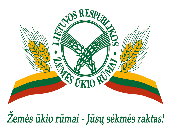 LIETUVOS RESPUBLIKOS
ŽEMĖS ŪKIO RŪMAI
Žemės ūkio rūmai - Jūsų sėkmės raktas!